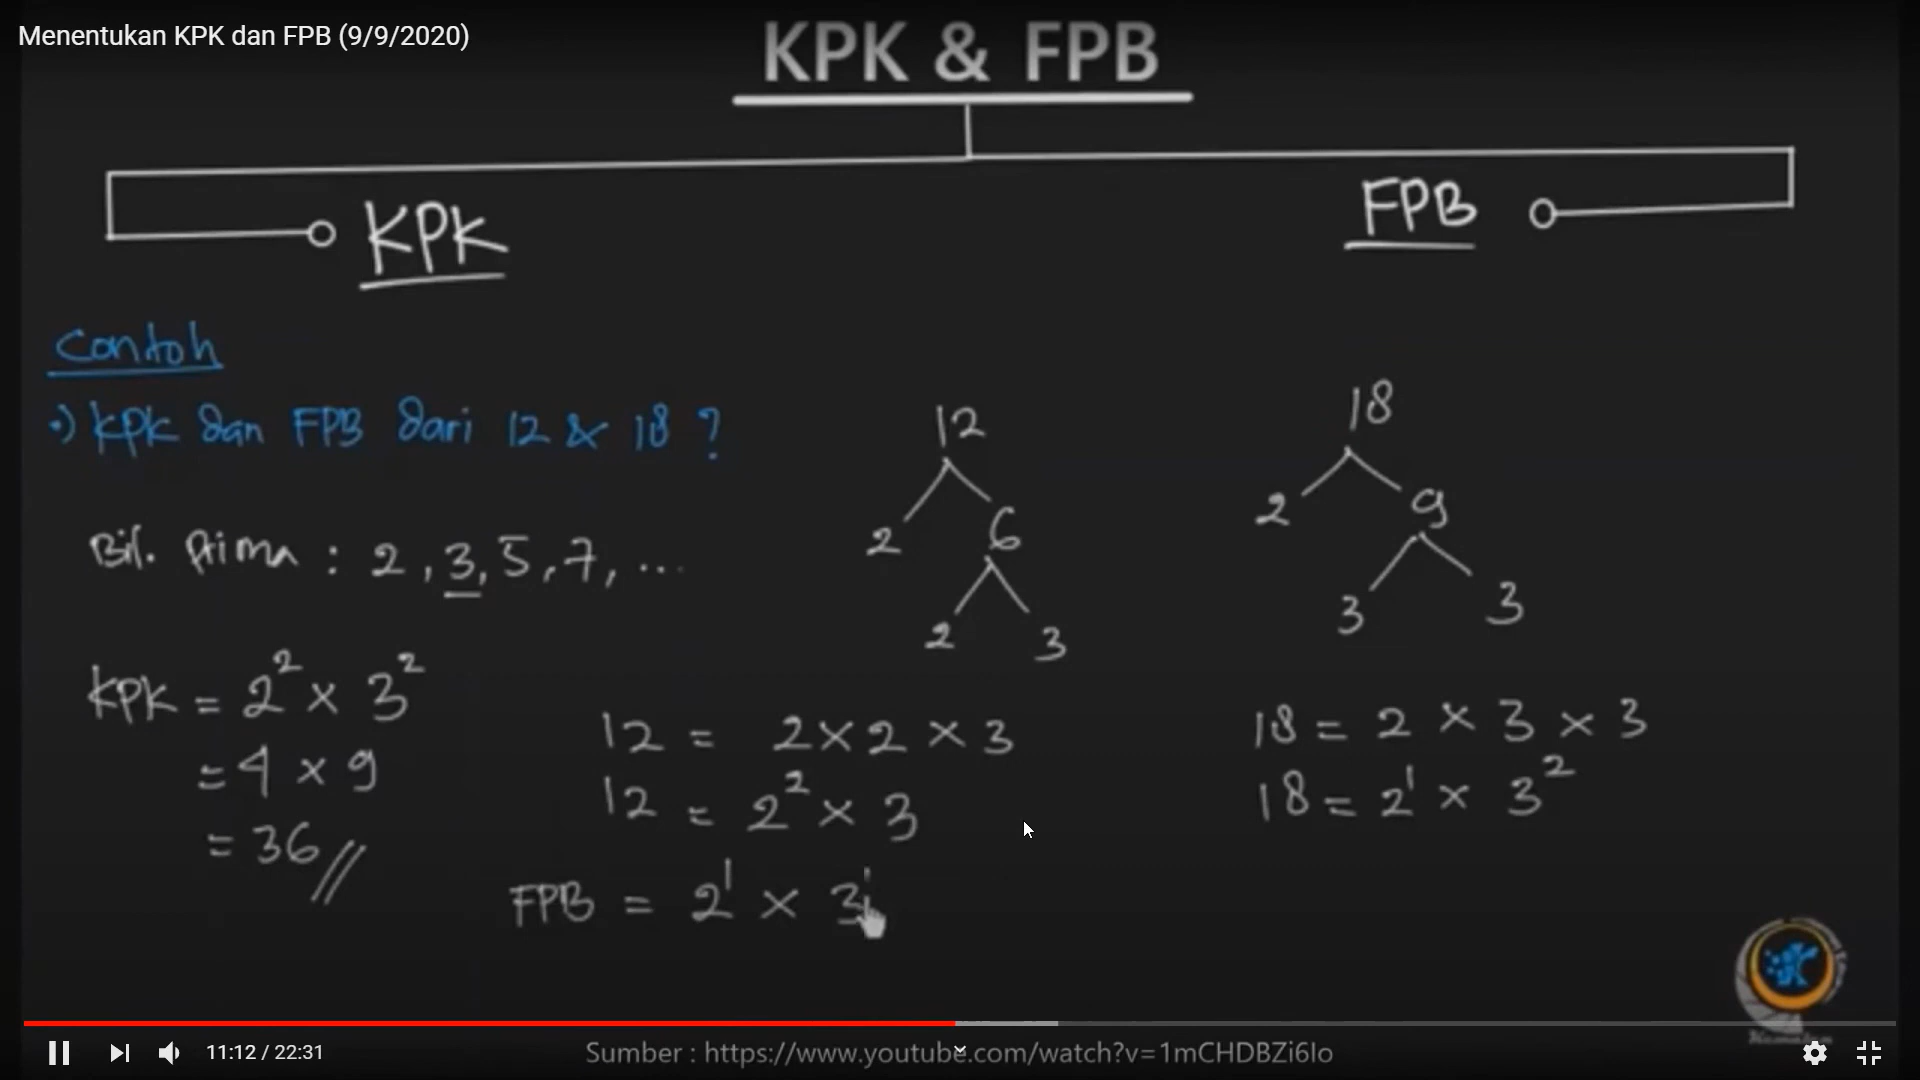 Menentukan KPK dan FPB (9/9/2020)
KPK & FPB
KPK
FPB
Contoh
•) KPK dan FPB dari 12 & 18 ?
12
2 6
2 3
18
2 9
3 3
Bil. Prima : 2, 3, 5, 7, ...
KPK = 2² × 3²
= 4 × 9
= 36 //
12 = 2 × 2 × 3
12 = 2² × 3
18 = 2 × 3 × 3
18 = 2¹ × 3²
FPB = 2¹ × 3¹
11:12 / 22:31
Sumber : https://www.youtube.com/watch?v=1mCHDBZi6Io